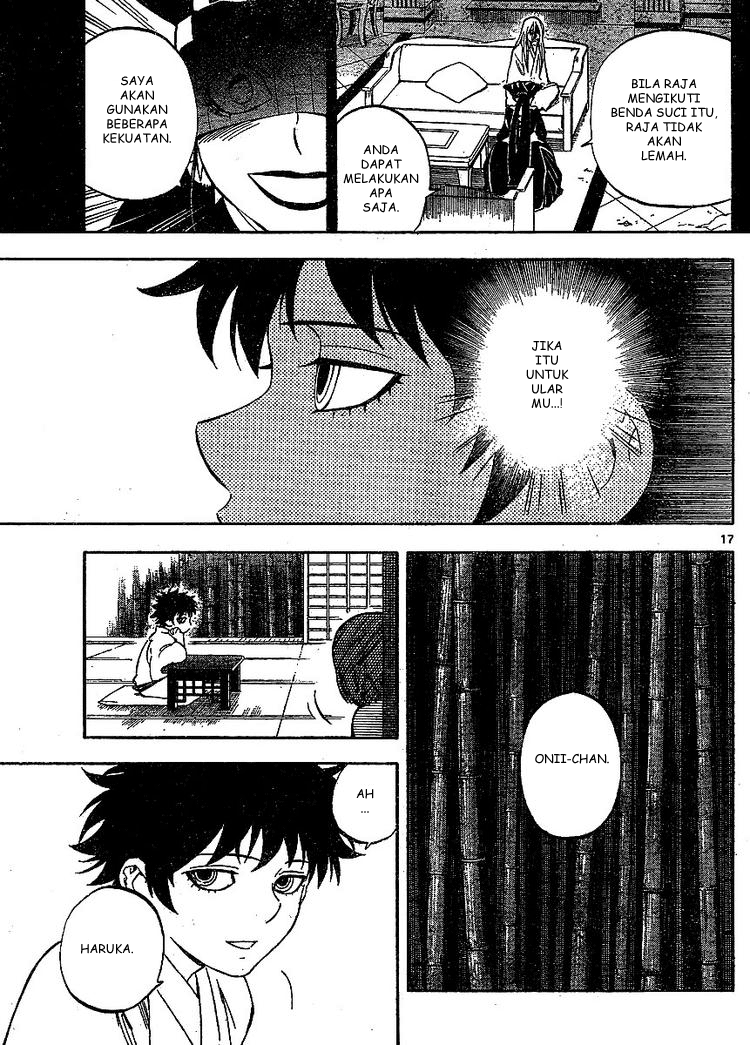 BILA RAJA
MENGIKUTI
BENDA SUCI ITU,
RAJA TIDAK
AKAN
LEMAH.
ANDA
DAPAT
MELAKUKAN
APA
SAJA.
SAYA
AKAN
GUNAKAN
BEBERAPA
KEKUATAN.
JIKA
ITU
UNTUK
ULAR
MU...!
17
ONII-CHAN.
AH
...
HARUKA.